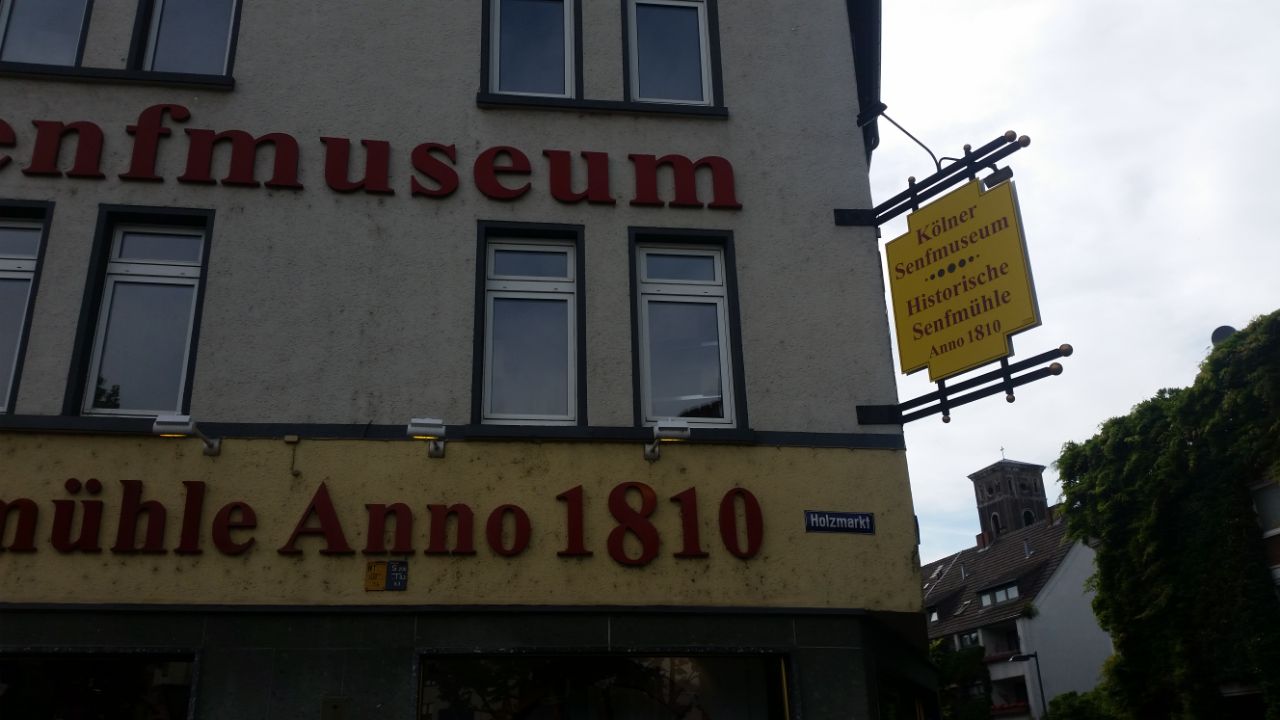 enfmuseum
Kölner
Senfmuseum
Historische
Senfmühle
Anno 1810
mühle Anno 1810
Holzmarkt